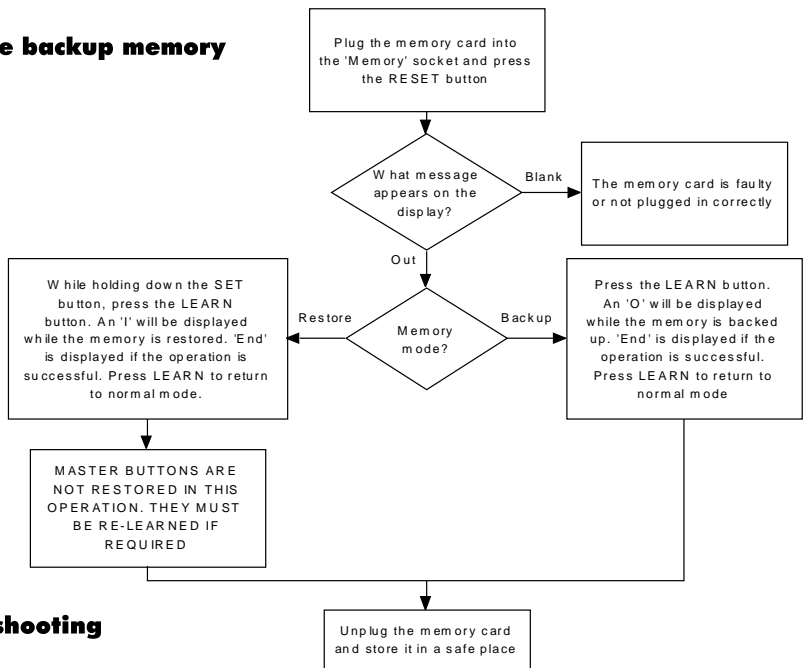 e backup memory
Plug the memory card into
the 'Memory' socket and press
the RESET button
What message
appears on the
display?
Blank
The memory card is faulty
or not plugged in correctly
Out
While holding down the SET
button, press the LEARN
button. An 'I' will be displayed
while the memory is restored. 'End'
is displayed if the operation is
successful. Press LEARN to return
to normal mode.
Restore
Memory
mode?
Backup
Press the LEARN button.
An 'O' will be displayed
while the memory is backed
up. 'End' is displayed if the
operation is successful.
Press LEARN to return to
normal mode
MASTER BUTTONS ARE
NOT RESTORED IN THIS
OPERATION. THEY MUST
BE RE-LEARNED IF
REQUIRED
shooting
Unplug the memory card
and store it in a safe place